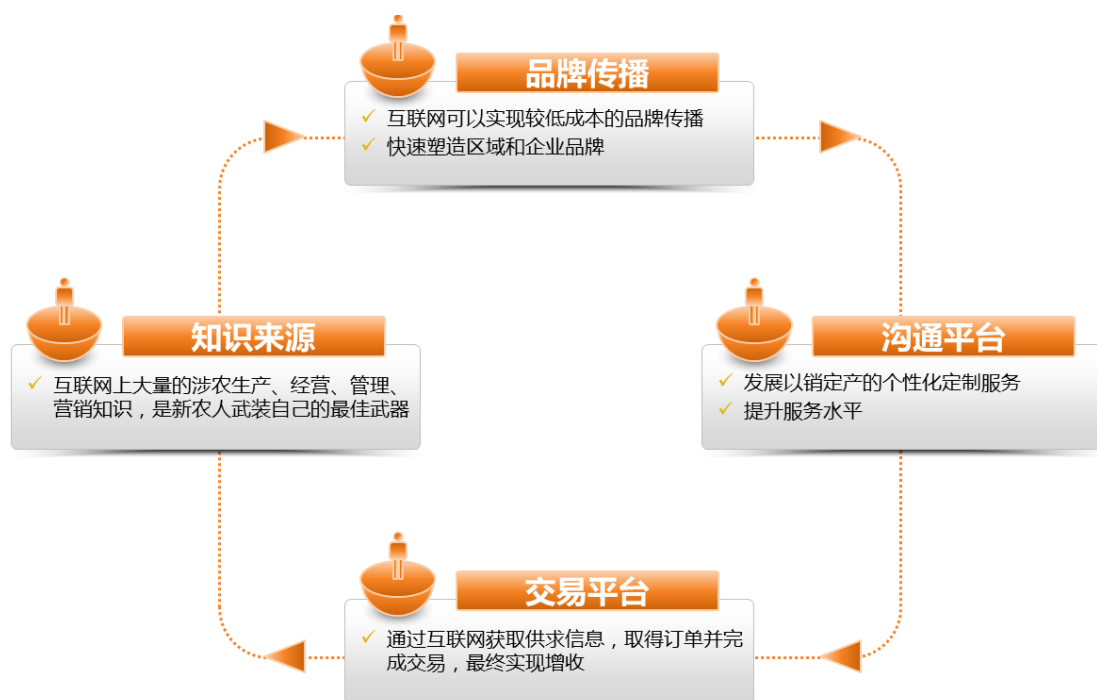 品牌传播
互联网可以实现较低成本的品牌传播
快速塑造区域和企业品牌
知识来源
互联网上大量的涉农生产、经营、管理、
营销知识，是新农人武装自己的最佳武器
沟通平台
发展以销定产的个性化定制服务
提升服务水平
交易平台
通过互联网获取供求信息，取得订单并完
成交易，最终实现增收